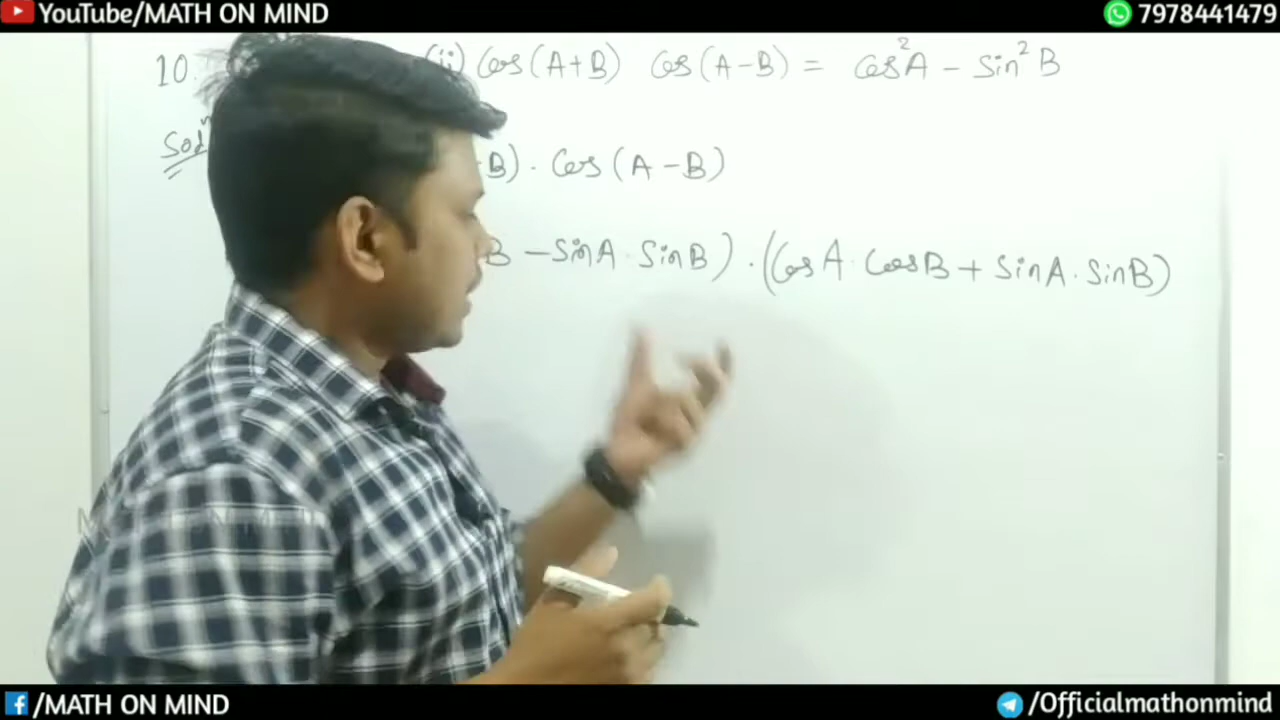 YouTube/MATH ON MIND 7978441479
10. (ii) Cos(A+B) Cos(A-B) = Cos²A - Sin²B
Solⁿ B) . Cos(A-B)
B - SinA . SinB) . (CosA . CosB + SinA . SinB)
/MATH ON MIND /Officialmathonmind